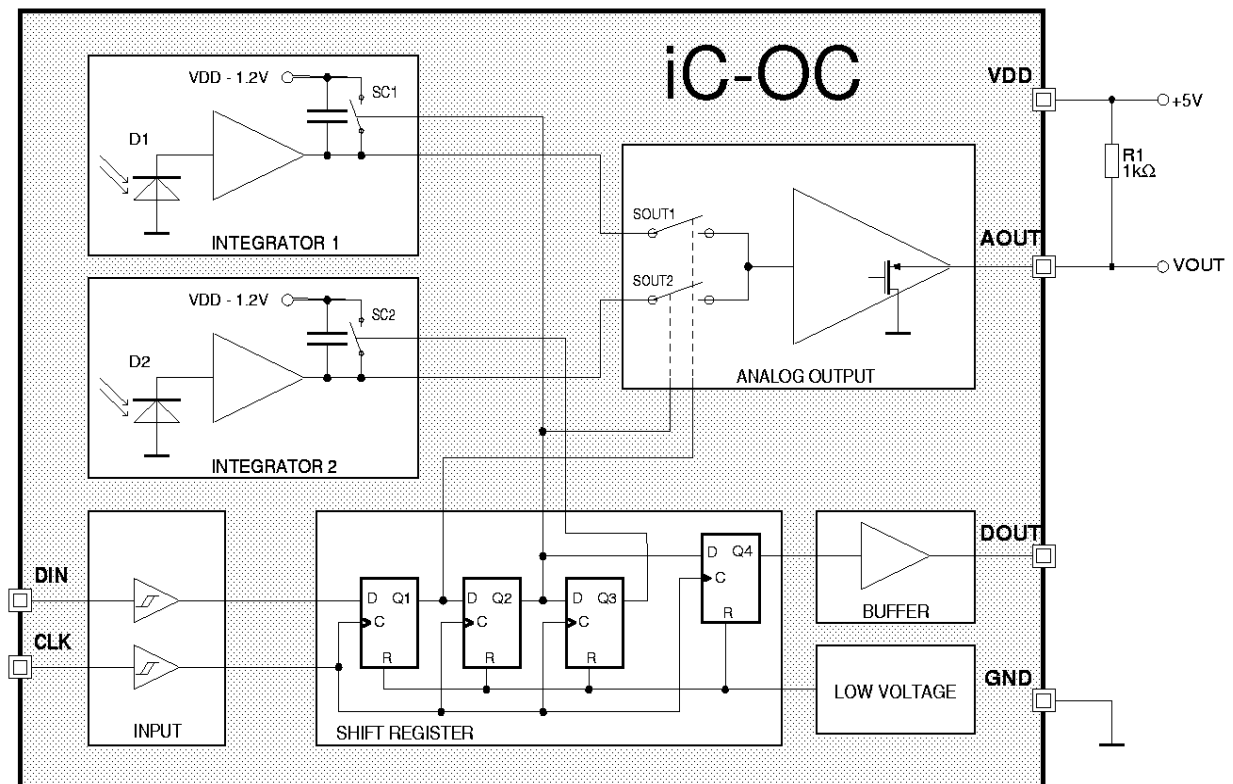 iC-OC
VDD
+5V
VDD - 1.2V
SC1
D1
INTEGRATOR 1
R1
1kΩ
SOUT1
SOUT2
AOUT
VOUT
ANALOG OUTPUT
VDD - 1.2V
SC2
D2
INTEGRATOR 2
DIN
CLK
INPUT
D Q1
C
R
D Q2
C
R
D Q3
C
R
D Q4
C
R
SHIFT REGISTER
DOUT
BUFFER
LOW VOLTAGE
GND